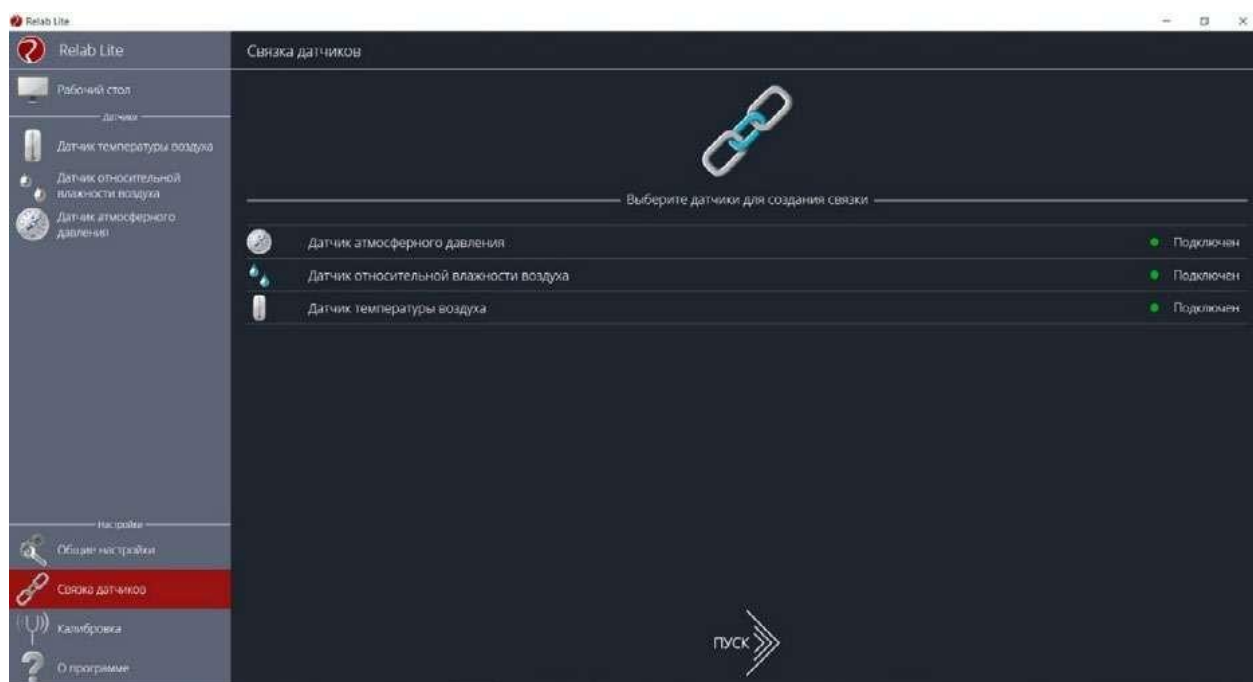 Relab Lite
Relab Lite
Рабочий стол
Датчики
Датчик температуры воздуха
Датчик относительной
влажности воздуха
Датчик атмосферного
давления
Настройки
Общие настройки
Связка датчиков
Калибровка
О программе
Связка датчиков
Выберите датчики для создания связки
Датчик атмосферного давления
Подключен
Датчик относительной влажности воздуха
Подключен
Датчик температуры воздуха
Подключен
ПУСК